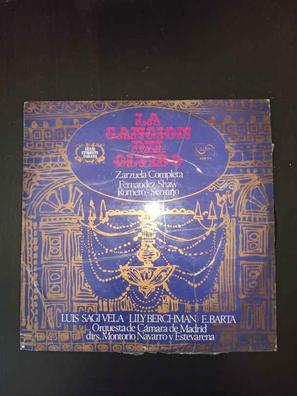 LA
CANCION
DEL
OLVIDO
Zarzuela Completa
Fernandez Shaw
Romero-Serrano
LUIS SAGI VELA LILY BERCHMAN E. BARTA
Orquesta de Cámara de Madrid
dirs. Montorio Navarro y Estevarena